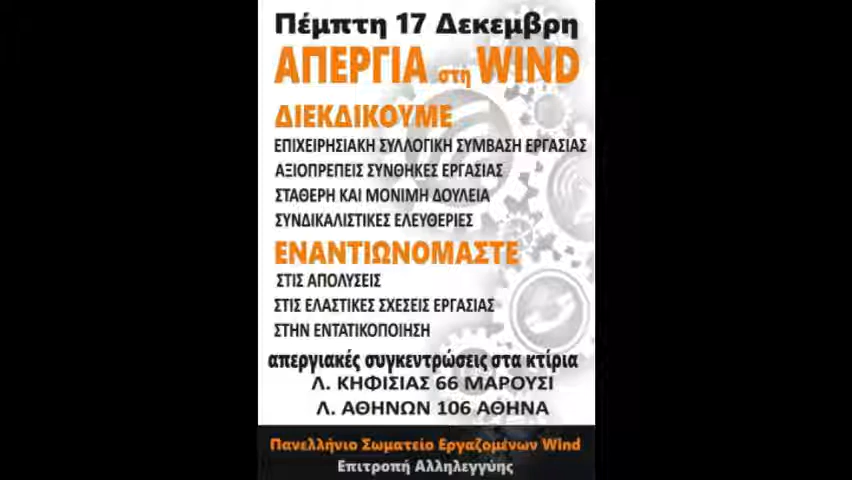 Πέμπτη 17 Δεκεμβρη
ΑΠΕΡΓΙΑ στη WIND
ΔΙΕΚΔΙΚΟΥΜΕ
ΕΠΙΧΕΙΡΗΣΙΑΚΗ ΣΥΛΛΟΓΙΚΗ ΣΥΜΒΑΣΗ ΕΡΓΑΣΙΑΣ
ΑΞΙΟΠΡΕΠΕΙΣ ΣΥΝΘΗΚΕΣ ΕΡΓΑΣΙΑΣ
ΣΤΑΘΕΡΗ ΚΑΙ ΜΟΝΙΜΗ ΔΟΥΛΕΙΑ
ΣΥΝΔΙΚΑΛΙΣΤΙΚΕΣ ΕΛΕΥΘΕΡΙΕΣ
ΕΝΑΝΤΙΩΝΟΜΑΣΤΕ
ΣΤΙΣ ΑΠΟΛΥΣΕΙΣ
ΣΤΙΣ ΕΛΑΣΤΙΚΕΣ ΣΧΕΣΕΙΣ ΕΡΓΑΣΙΑΣ
ΣΤΗΝ ΕΝΤΑΤΙΚΟΠΟΙΗΣΗ
απεργιακές συγκεντρώσεις στα κτίρια
Λ. ΚΗΦΙΣΙΑΣ 66 ΜΑΡΟΥΣΙ
Λ. ΑΘΗΝΩΝ 106 ΑΘΗΝΑ
Πανελλήνιο Σωματείο Εργαζομένων Wind
Επιτροπή Αλληλεγγύης